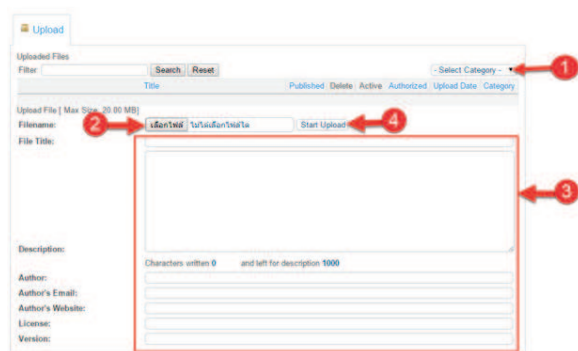 Upload
Uploaded Files
Filter Search Reset - Select Category - 1
Title Published Delete Active Authorized Upload Date Category
Upload File [ Max Size 20.00 MB]
Filename: 2 เลือกไฟล์ ไม่ได้เลือกไฟล์ใด Start Upload 4
File Title:
3
Description:
Characters written 0 and left for description 1000
Author:
Author's Email:
Author's Website:
License:
Version: